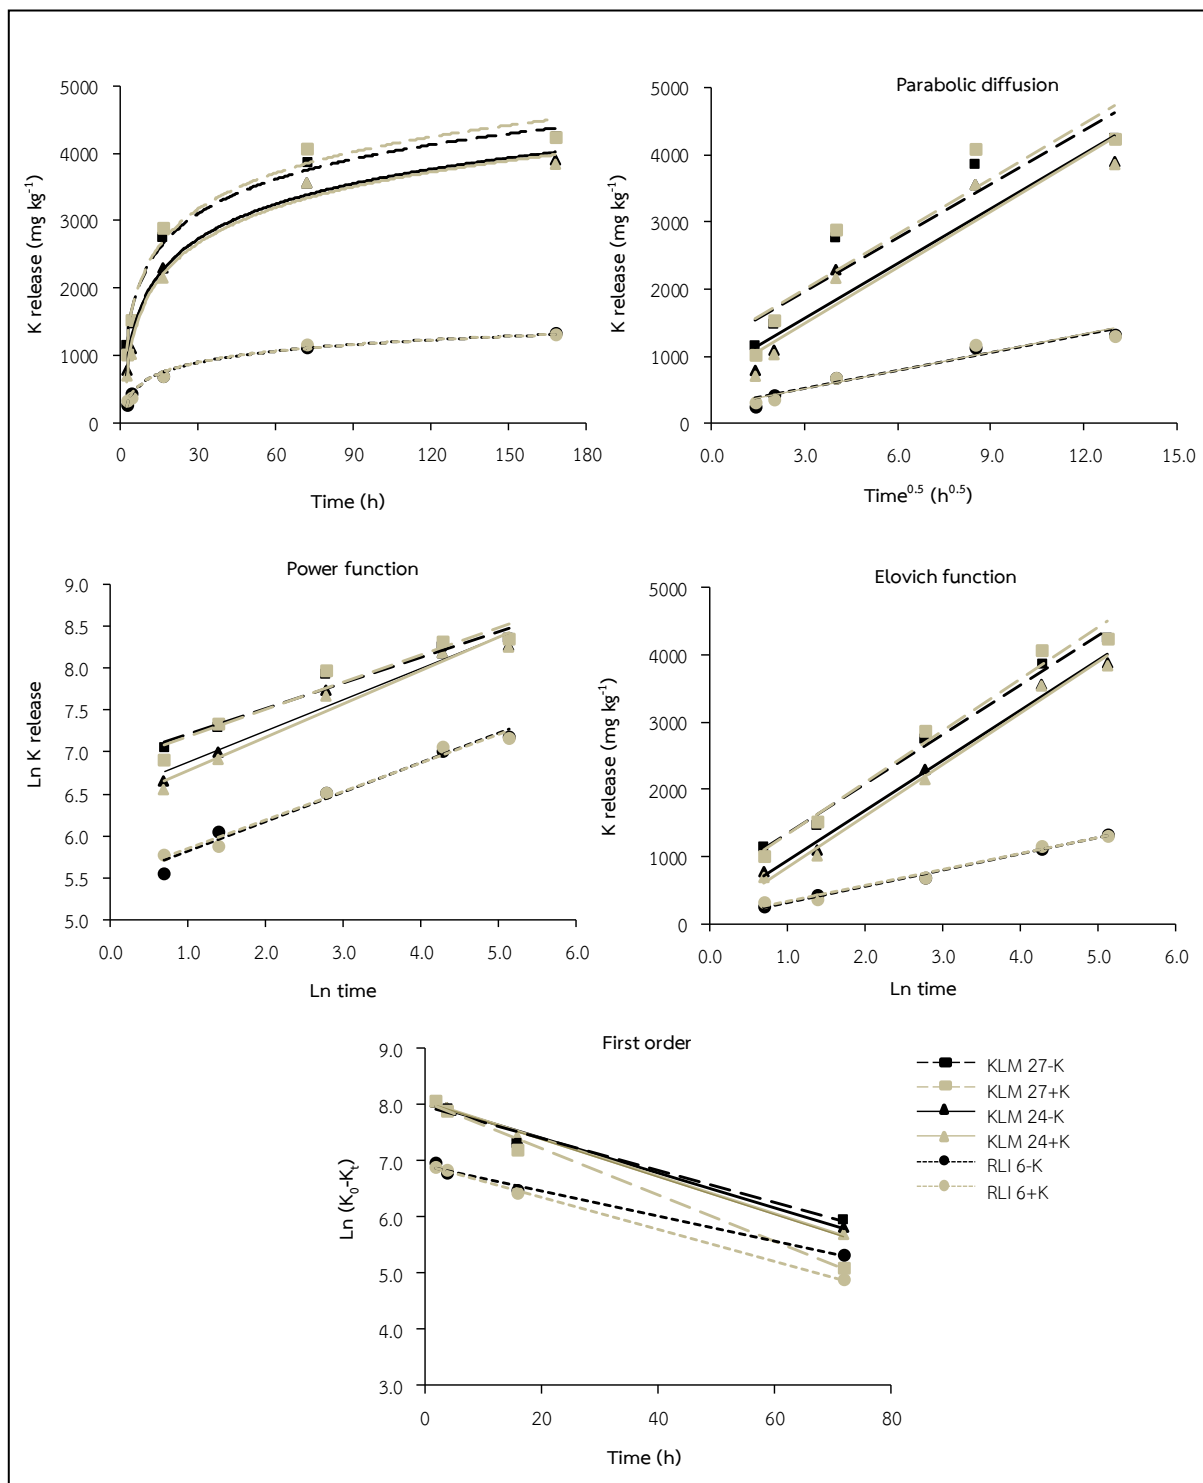 5000
4000
3000
2000
1000
0
K release (mg kg⁻¹)
0 30 60 90 120 150 180
Time (h)
Parabolic diffusion
5000
4000
3000
2000
1000
0
K release (mg kg⁻¹)
0.0 3.0 6.0 9.0 12.0 15.0
Time⁰·⁵ (h⁰·⁵)
Power function
9.0
8.5
8.0
7.5
7.0
6.5
6.0
5.5
5.0
Ln K release
0.0 1.0 2.0 3.0 4.0 5.0 6.0
Ln time
Elovich function
5000
4000
3000
2000
1000
0
K release (mg kg⁻¹)
0.0 1.0 2.0 3.0 4.0 5.0 6.0
Ln time
First order
9.0
8.0
7.0
6.0
5.0
4.0
3.0
Ln (K₀-Kₜ)
0 20 40 60 80
Time (h)
KLM 27-K
KLM 27+K
KLM 24-K
KLM 24+K
RLI 6-K
RLI 6+K